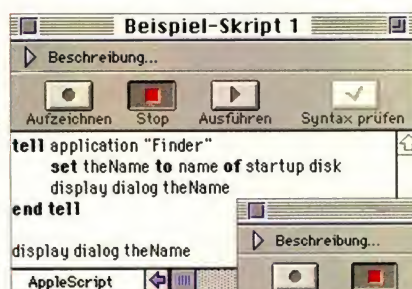 Beispiel-Skript 1
Beschreibung...
Aufzeichnen Stop Ausführen Syntax prüfen
tell application "Finder"
set theName to name of startup disk
display dialog theName
end tell
display dialog theName
AppleScript
Beschreibung...